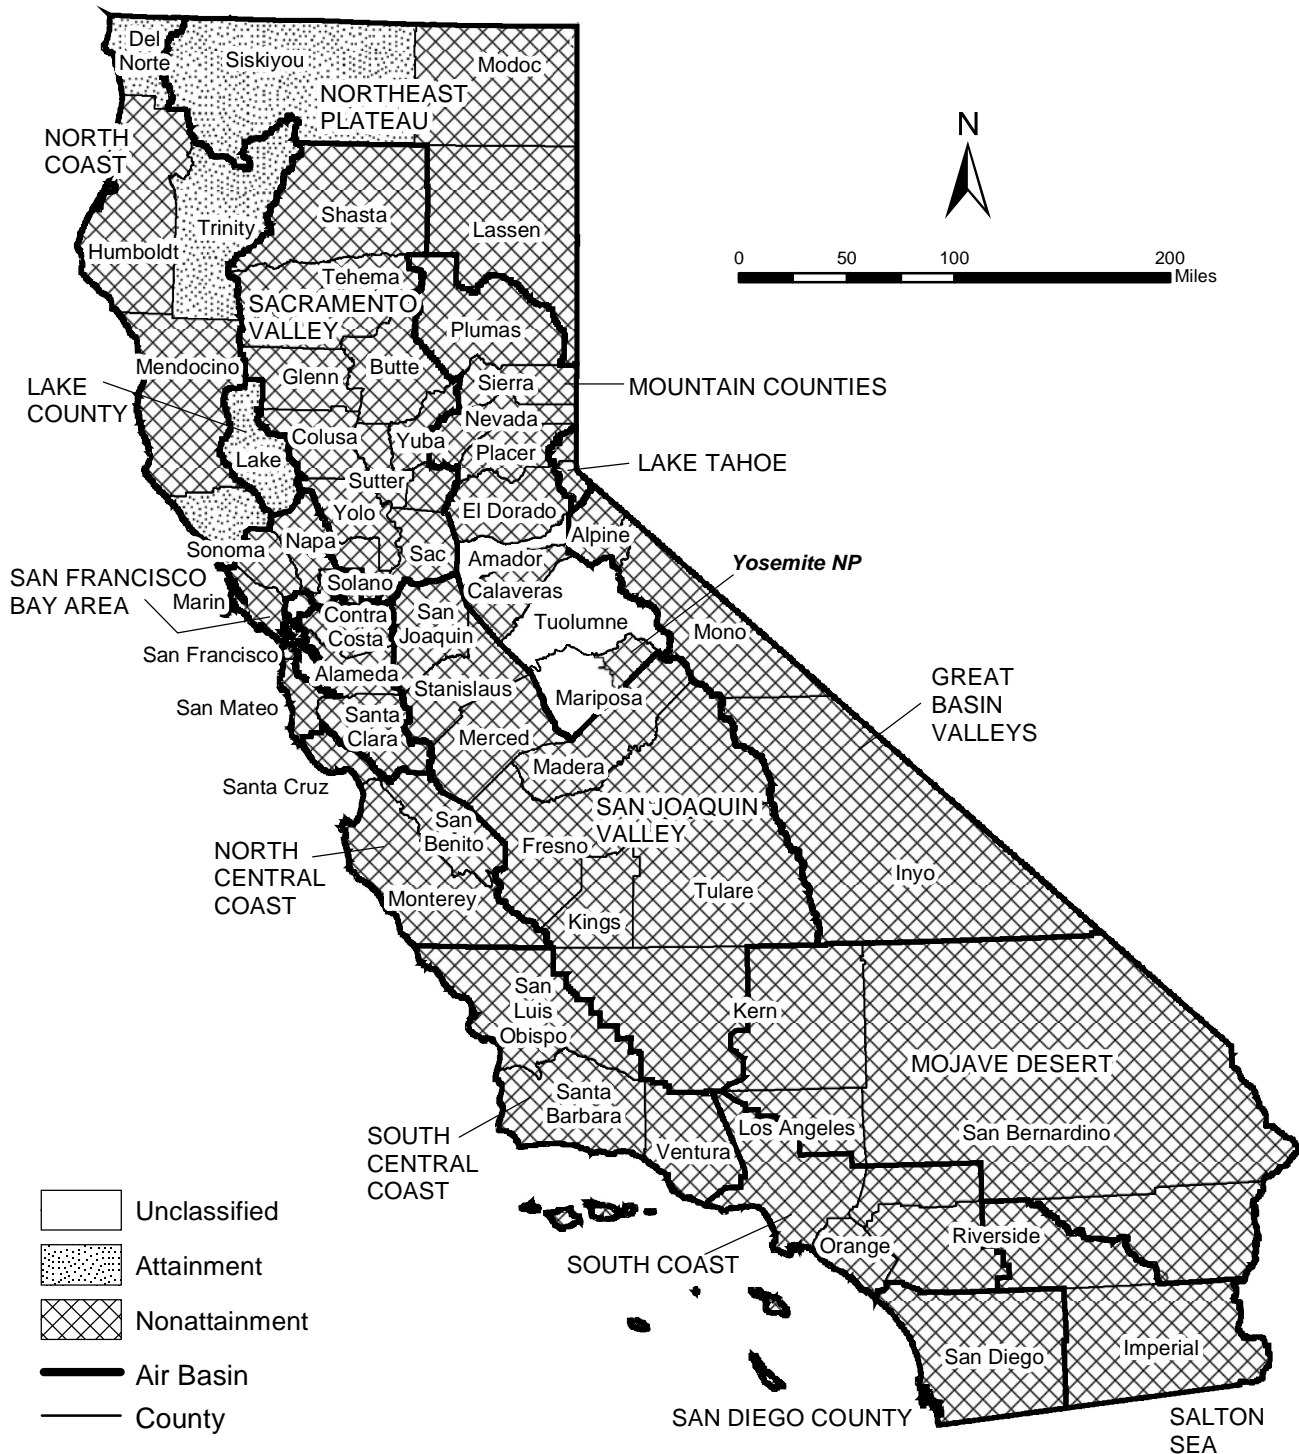 Del
Norte
Siskiyou
Modoc
NORTHEAST
PLATEAU
NORTH
COAST
N
Shasta
Trinity
Lassen
Humboldt
0 50 100 200
Miles
Tehema
SACRAMENTO
VALLEY
Plumas
Mendocino
Butte
Glenn
Sierra
LAKE
COUNTY
MOUNTAIN COUNTIES
Nevada
Colusa
Yuba
Placer
Lake
LAKE TAHOE
Sutter
Yolo
El Dorado
Napa
Alpine
Sonoma
Sac
Amador
Yosemite NP
SAN FRANCISCO
BAY AREA
Solano
Calaveras
Marin
Contra
Costa
San
Joaquin
Tuolumne
Mono
San Francisco
Alameda
Stanislaus
Mariposa
GREAT
BASIN
VALLEYS
San Mateo
Santa
Clara
Merced
Madera
Santa Cruz
SAN JOAQUIN
VALLEY
San
Benito
Fresno
NORTH
CENTRAL
COAST
Inyo
Tulare
Monterey
Kings
San
Luis
Obispo
Kern
MOJAVE DESERT
Santa
Barbara
Los Angeles
San Bernardino
SOUTH
CENTRAL
COAST
Ventura
Unclassified
Riverside
Orange
SOUTH COAST
Attainment
Nonattainment
San Diego
Imperial
Air Basin
County
SAN DIEGO COUNTY
SALTON
SEA